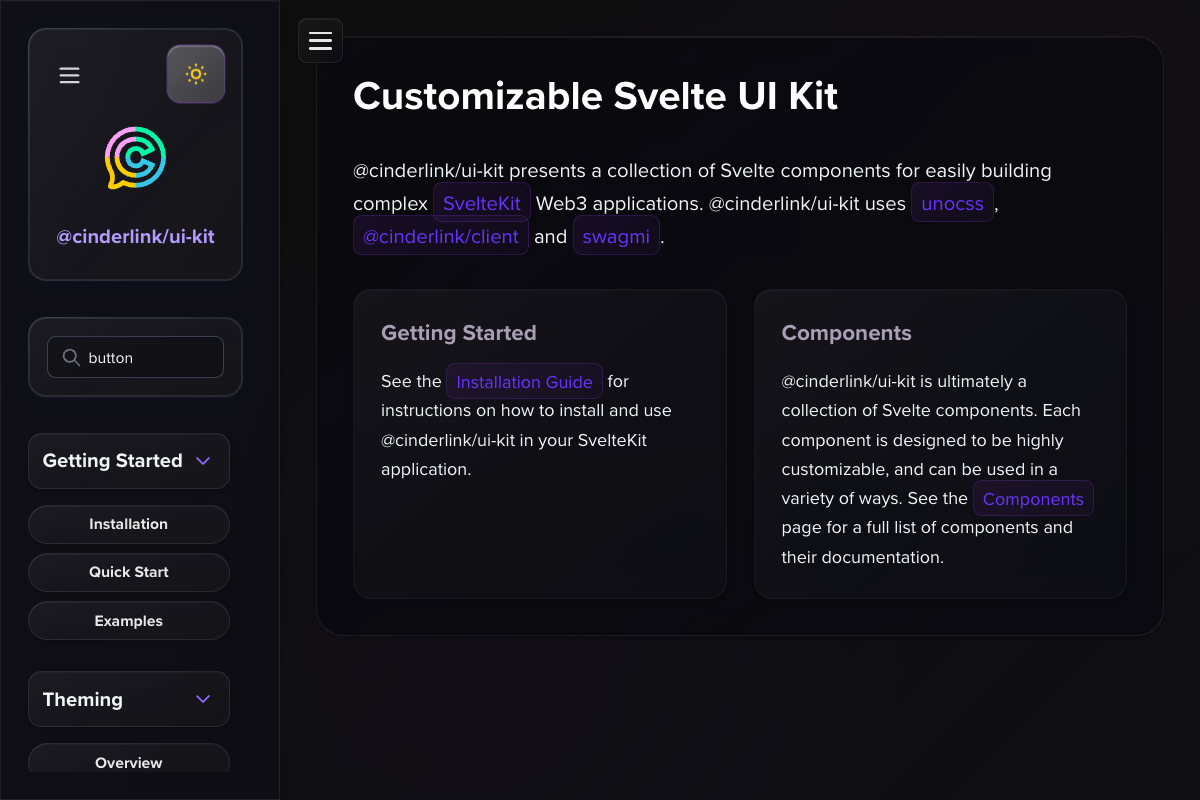 @cinderlink/ui-kit
button
Getting Started
Installation
Quick Start
Examples
Theming
Overview
Customizable Svelte UI Kit
@cinderlink/ui-kit presents a collection of Svelte components for easily building
complex SvelteKit Web3 applications. @cinderlink/ui-kit uses unocss,
@cinderlink/client and swagmi.
Getting Started
See the Installation Guide for
instructions on how to install and use
@cinderlink/ui-kit in your SvelteKit
application.
Components
@cinderlink/ui-kit is ultimately a
collection of Svelte components. Each
component is designed to be highly
customizable, and can be used in a
variety of ways. See the Components
page for a full list of components and
their documentation.